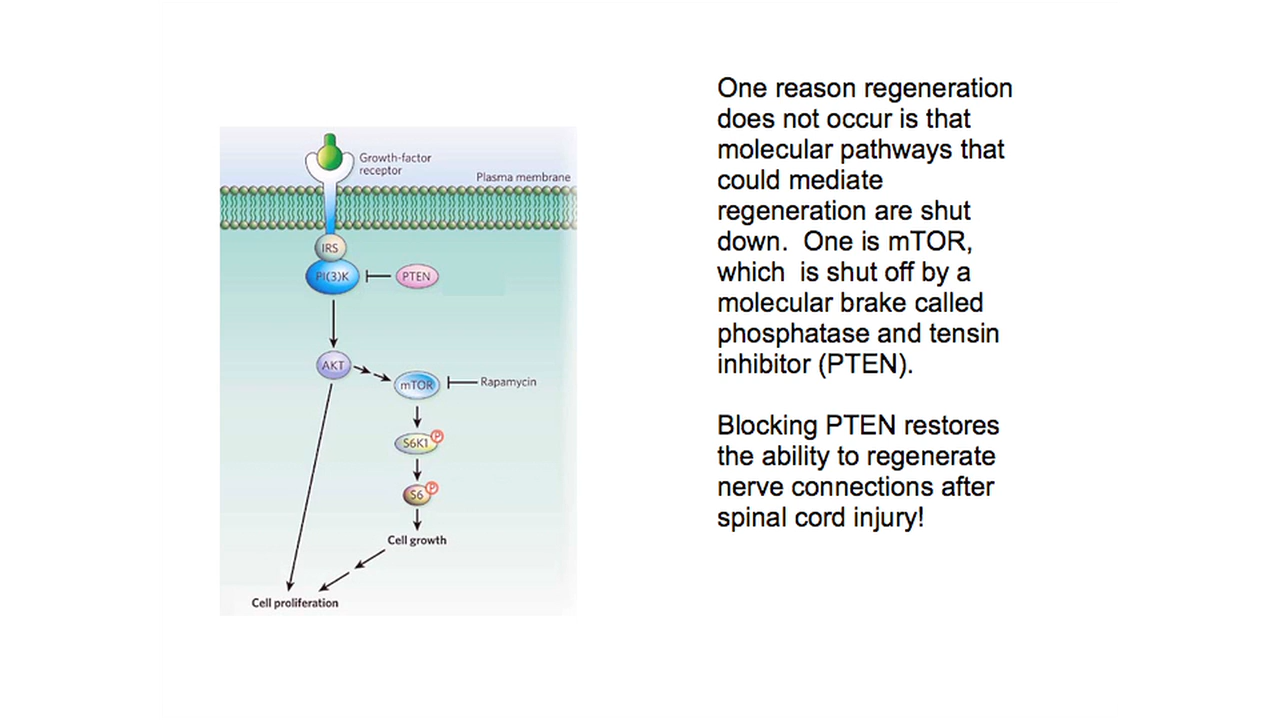 Growth-factor
receptor
Plasma membrane
IRS
PI(3)K
PTEN
AKT
mTOR
Rapamycin
S6K1
P
S6
P
Cell growth
Cell proliferation
One reason regeneration
does not occur is that
molecular pathways that
could mediate
regeneration are shut
down.  One is mTOR,
which  is shut off by a
molecular brake called
phosphatase and tensin
inhibitor (PTEN).
Blocking PTEN restores
the ability to regenerate
nerve connections after
spinal cord injury!